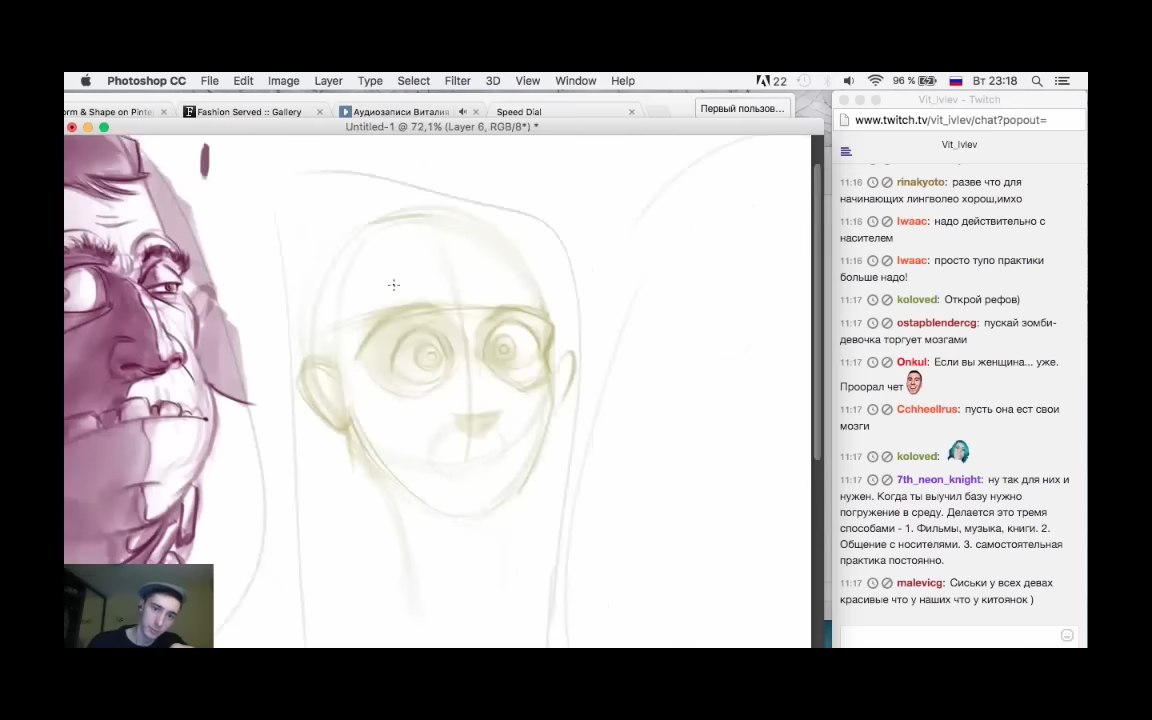 Photoshop CC File Edit Image Layer Type Select Filter 3D View Window Help 22 96 % Вт 23:18
orm & Shape on Pinte Fashion Served :: Gallery Аудиозаписи Виталия Speed Dial Первый пользов...
Untitled-1 @ 72,1% (Layer 6, RGB/8*) *
Vit_Ivlev - Twitch
www.twitch.tv/vit_ivlev/chat?popout=
Vit_Ivlev
11:16 rinakyoto: разве что для
начинающих лингволео хорош,имхо
11:16 Iwaac: надо действительно с
насителем
11:16 Iwaac: просто тупо практики
больше надо!
11:17 koloved: Открой рефов)
11:17 ostapblendercg: пускай зомби-
девочка торгует мозгами
11:17 Onkul: Если вы женщина... уже.
Проорал чет
11:17 Cchheellrus: пусть она ест свои
мозги
11:17 koloved:
11:17 7th_neon_knight: ну так для них и
нужен. Когда ты выучил базу нужно
погружение в среду. Делается это тремя
способами - 1. Фильмы, музыка, книги. 2.
Общение с носителями. 3. самостоятельная
практика постоянно.
11:17 malevicg: Сиськи у всех девах
красивые что у наших что у китоянок )